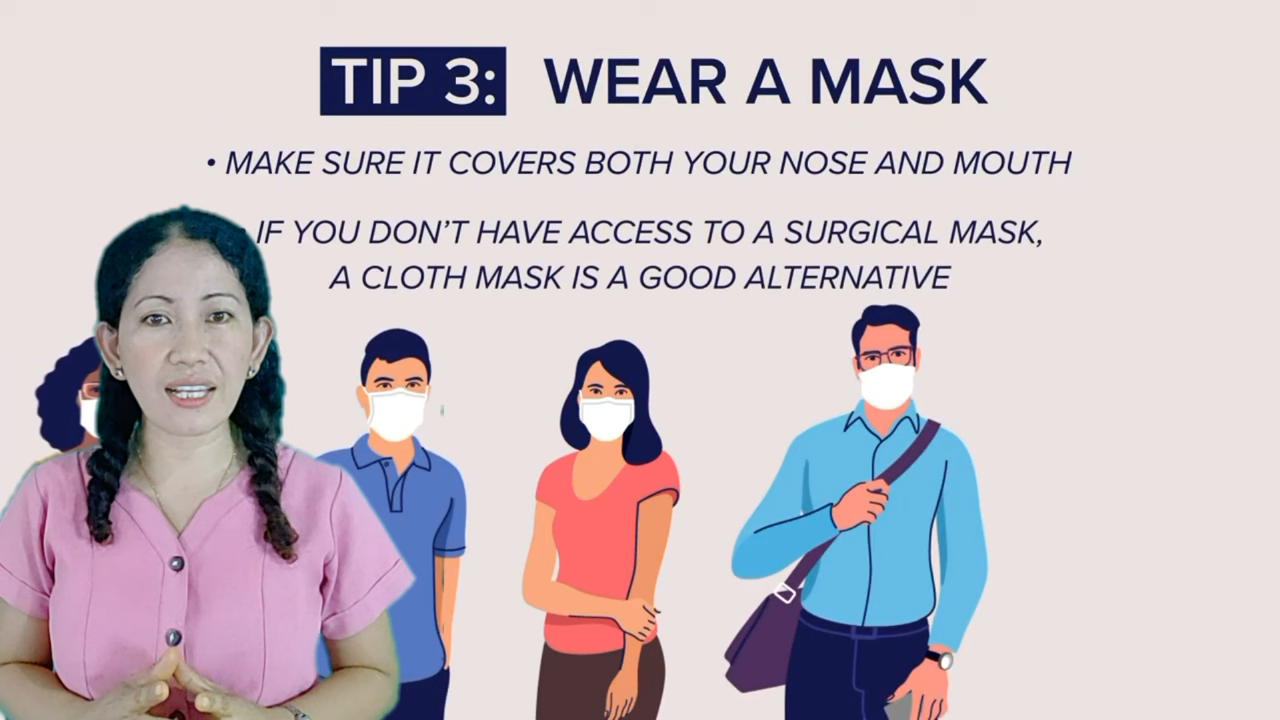 TIP 3: WEAR A MASK
• MAKE SURE IT COVERS BOTH YOUR NOSE AND MOUTH
IF YOU DON’T HAVE ACCESS TO A SURGICAL MASK,
A CLOTH MASK IS A GOOD ALTERNATIVE